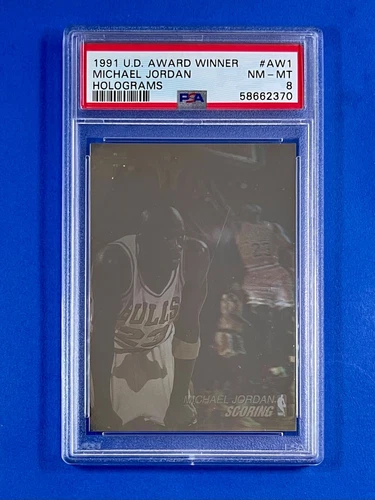 1991 U.D. AWARD WINNER #AW1
MICHAEL JORDAN NM-MT
HOLOGRAMS 8
PSA 58662370
23
BULLS
23
MICHAEL JORDAN
SCORING